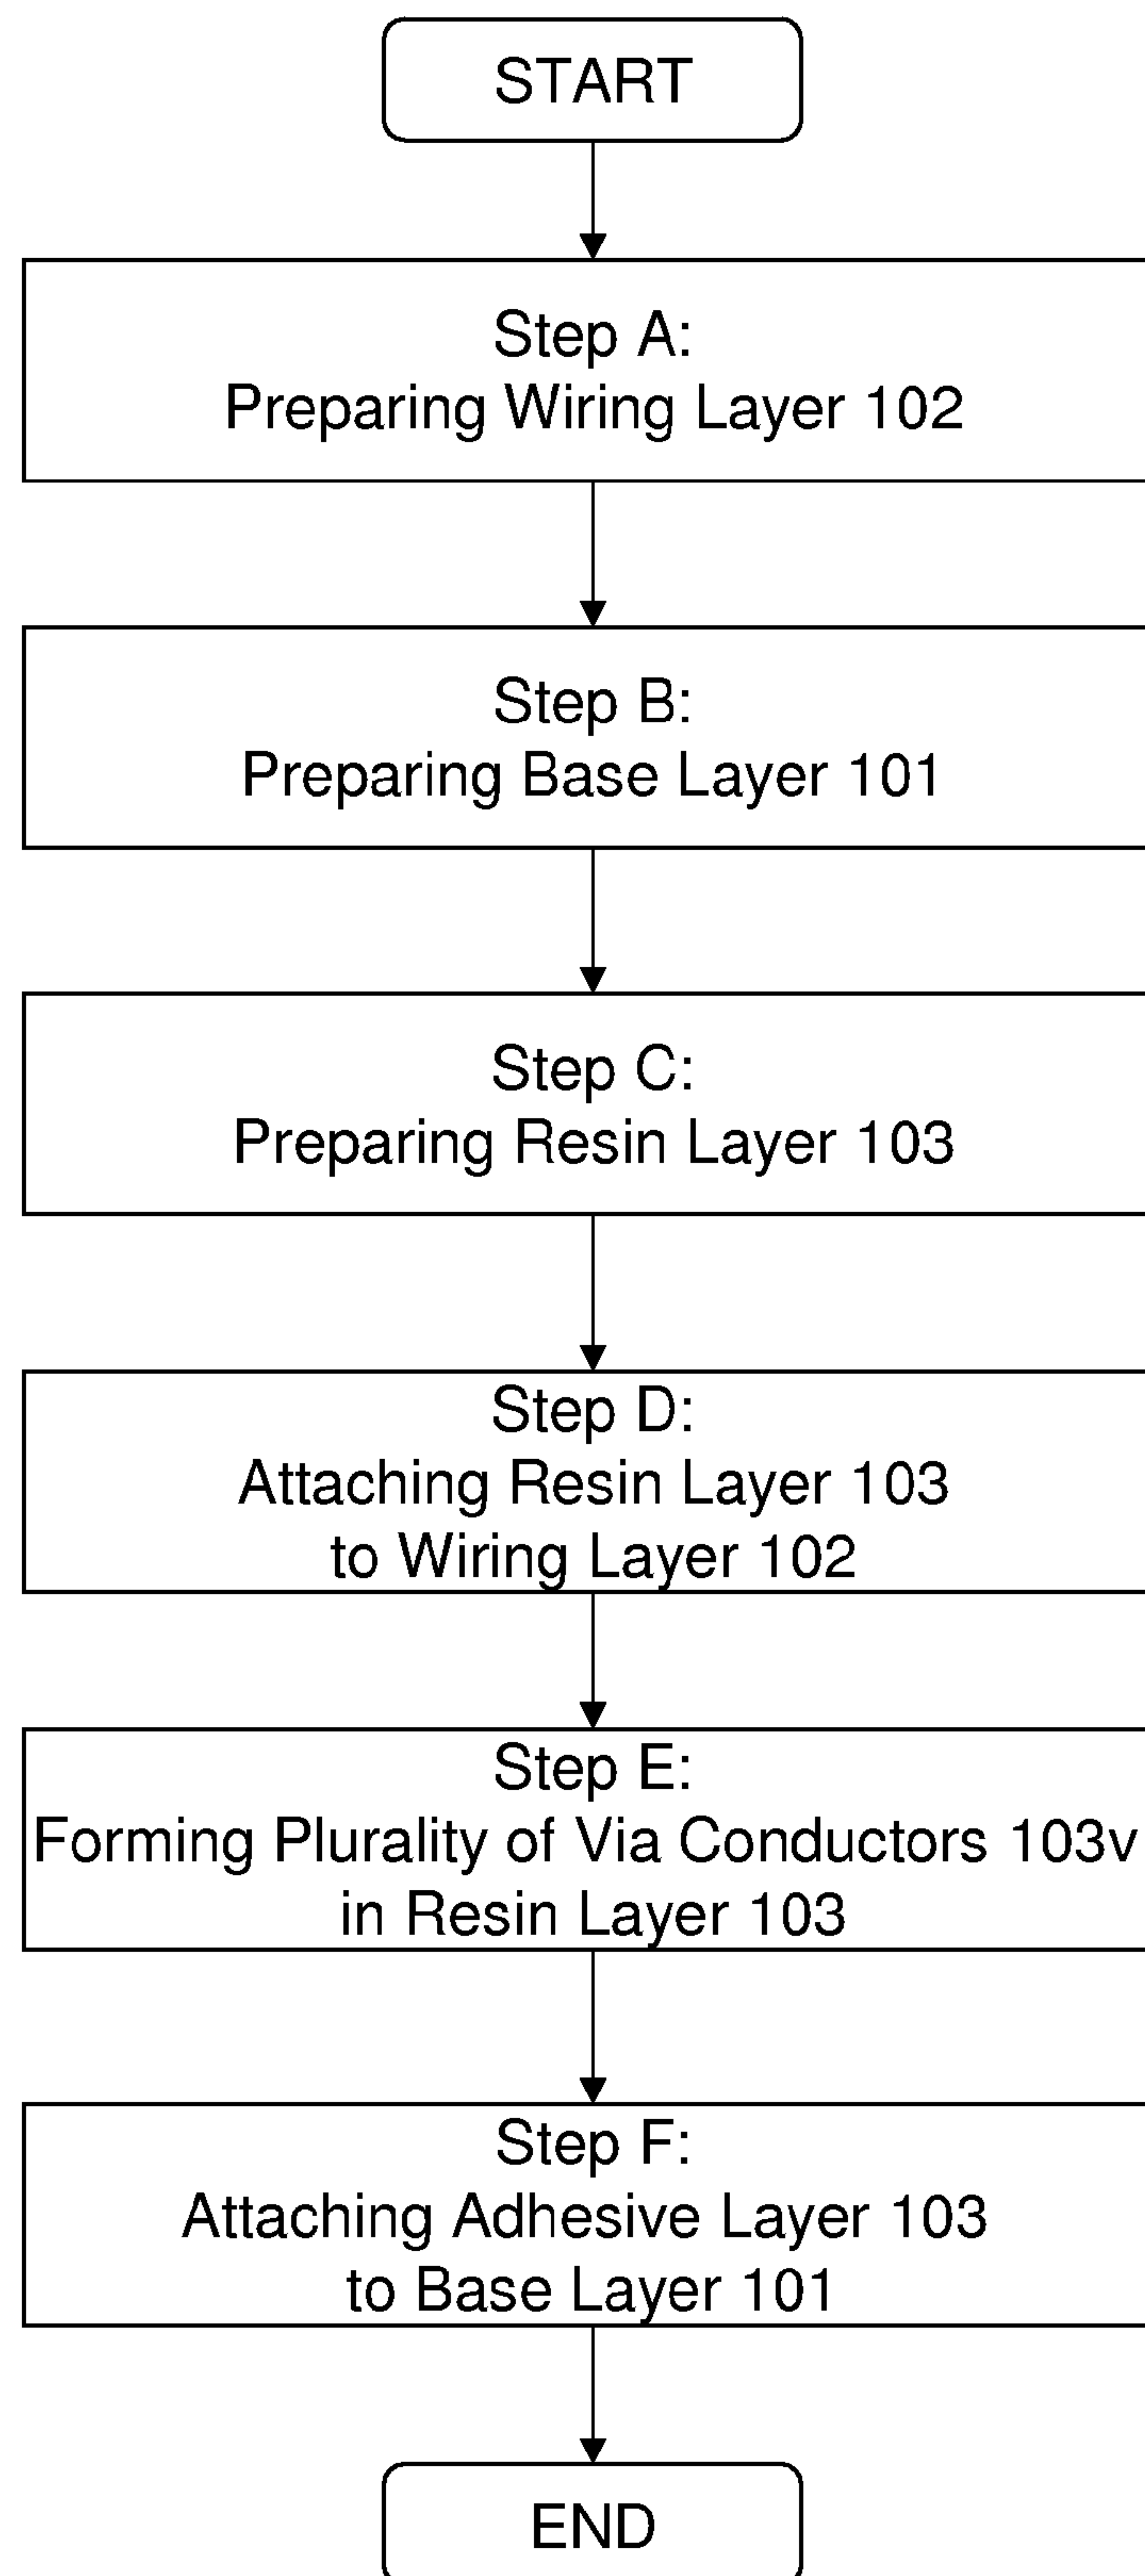 START
Step A:
Preparing Wiring Layer 102
Step B:
Preparing Base Layer 101
Step C:
Preparing Resin Layer 103
Step D:
Attaching Resin Layer 103
to Wiring Layer 102
Step E:
Forming Plurality of Via Conductors 103v
in Resin Layer 103
Step F:
Attaching Adhesive Layer 103
to Base Layer 101
END